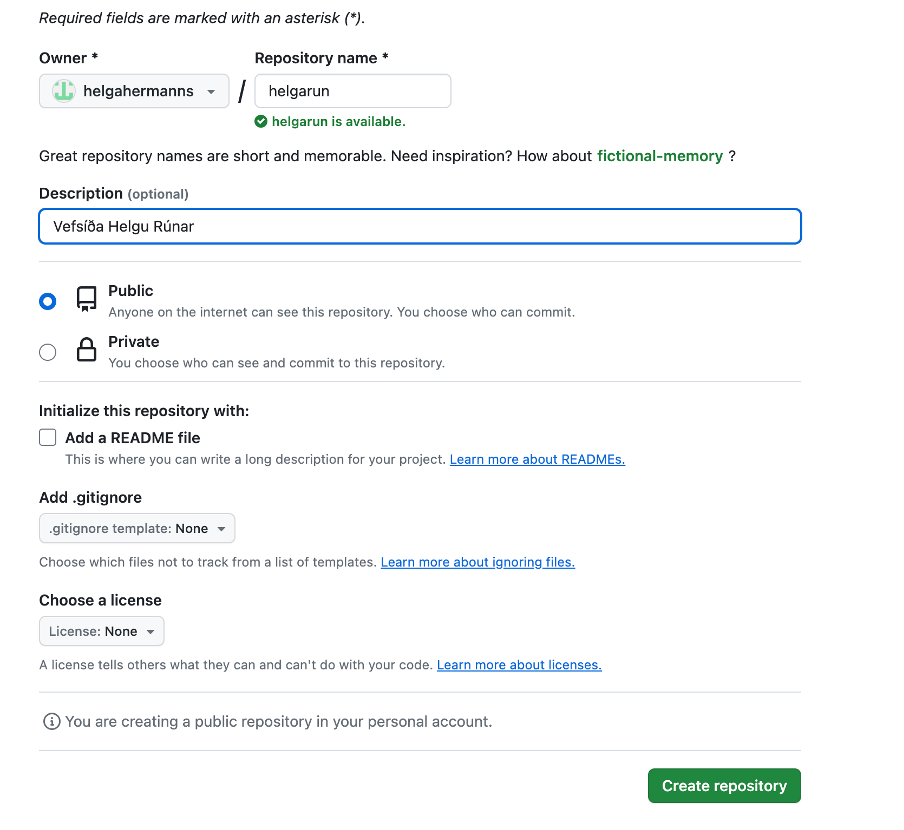 Required fields are marked with an asterisk (*).
Owner * Repository name *
helgahermanns / helgarun
helgarun is available.
Great repository names are short and memorable. Need inspiration? How about fictional-memory ?
Description (optional)
Vefsíða Helgu Rúnar
Public
Anyone on the internet can see this repository. You choose who can commit.
Private
You choose who can see and commit to this repository.
Initialize this repository with:
Add a README file
This is where you can write a long description for your project. Learn more about READMEs.
Add .gitignore
.gitignore template: None
Choose which files not to track from a list of templates. Learn more about ignoring files.
Choose a license
License: None
A license tells others what they can and can't do with your code. Learn more about licenses.
You are creating a public repository in your personal account.
Create repository